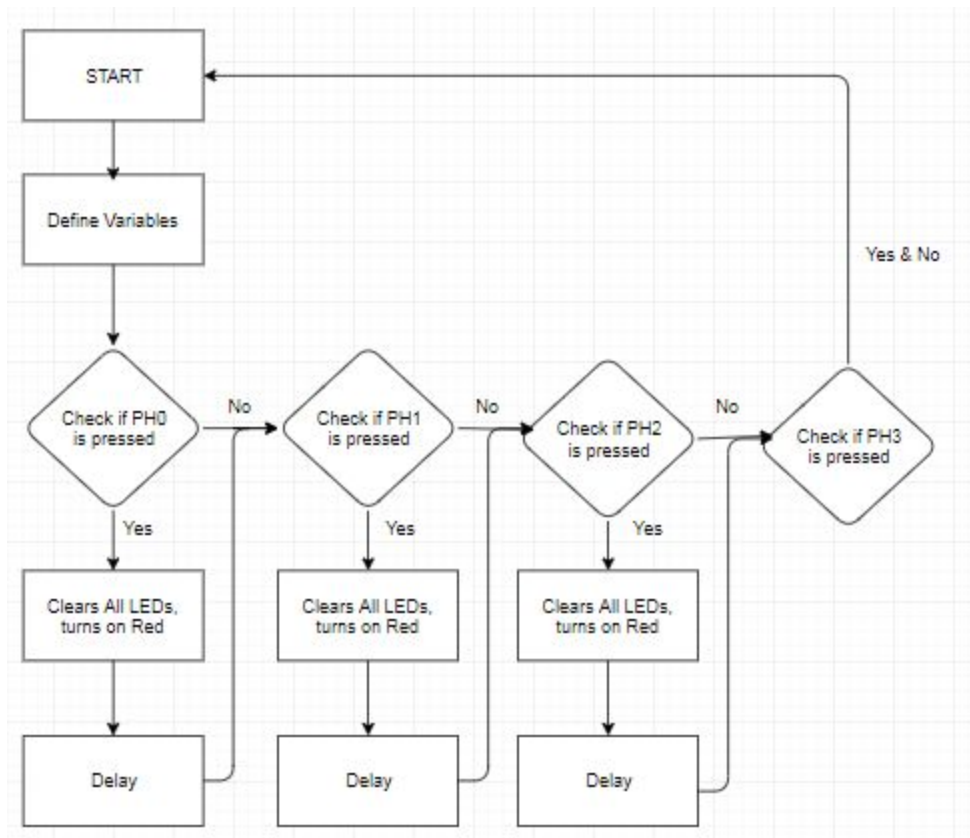 START
Define Variables
Yes & No
Check if PH0
is pressed
No
Check if PH1
is pressed
No
Check if PH2
is pressed
No
Check if PH3
is pressed
Yes
Yes
Yes
Clears All LEDs,
turns on Red
Clears All LEDs,
turns on Red
Clears All LEDs,
turns on Red
Delay
Delay
Delay